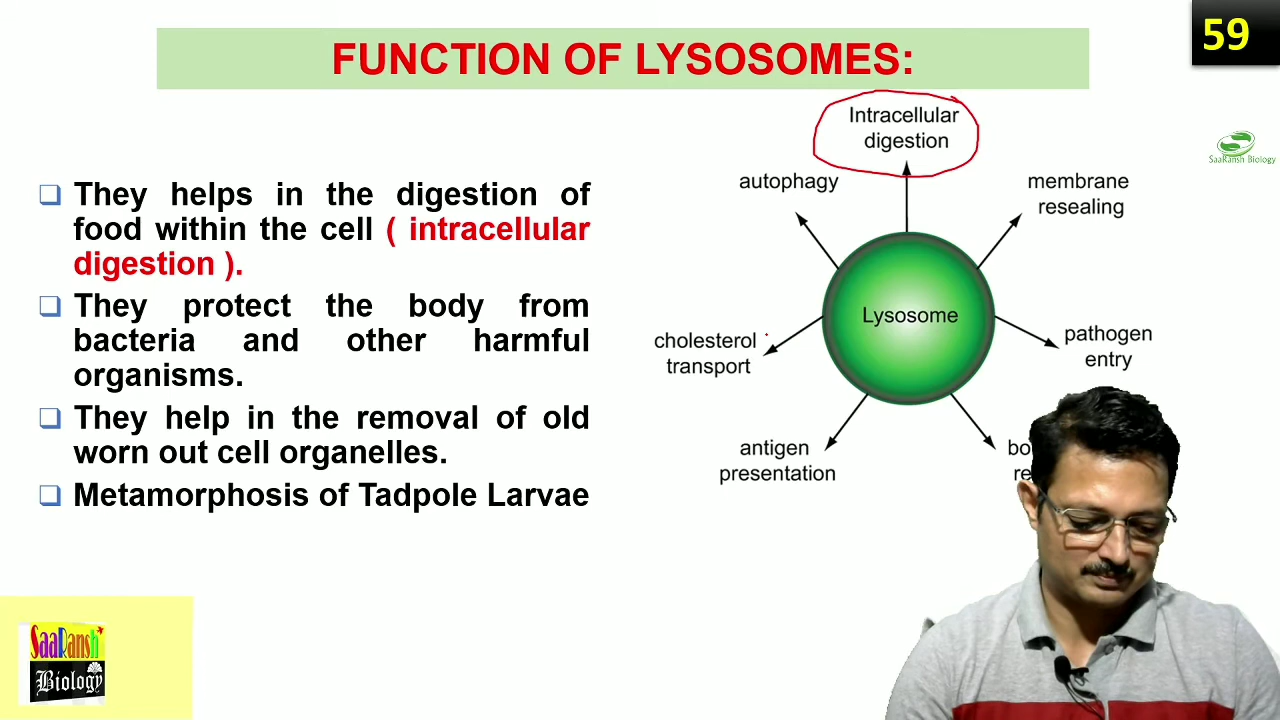 FUNCTION OF LYSOSOMES:
59
SaaRansh Biology
❑ They helps in the digestion of
food within the cell ( intracellular
digestion ).
❑ They protect the body from
bacteria and other harmful
organisms.
❑ They help in the removal of old
worn out cell organelles.
❑ Metamorphosis of Tadpole Larvae
Intracellular
digestion
autophagy
membrane
resealing
Lysosome
cholesterol
transport
pathogen
entry
antigen
presentation
SaaRansh
Biology